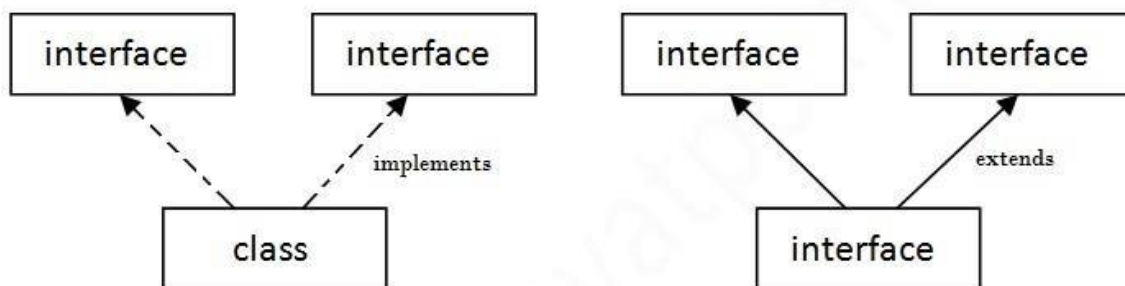 interface interface interface interface
implements extends
class interface